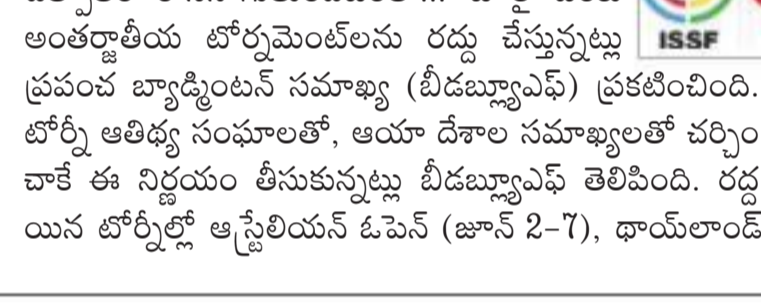 అంతర్జాతీయ టోర్నమెంట్‌లను రద్దు చేస్తున్నట్లు
ISSF
ప్రపంచ బ్యాడ్మింటన్ సమాఖ్య (బీడబ్ల్యూఎఫ్) ప్రకటించింది.
టోర్నీ ఆతిథ్య సంఘాలతో, ఆయా దేశాల సమాఖ్యలతో చర్చిం
చాకే ఈ నిర్ణయం తీసుకున్నట్లు బీడబ్ల్యూఎఫ్ తెలిపింది. రద్ద
యిన టోర్నీల్లో ఆస్ట్రేలియన్ ఓపెన్ (జూన్ 2-7), థాయ్‌లాండ్